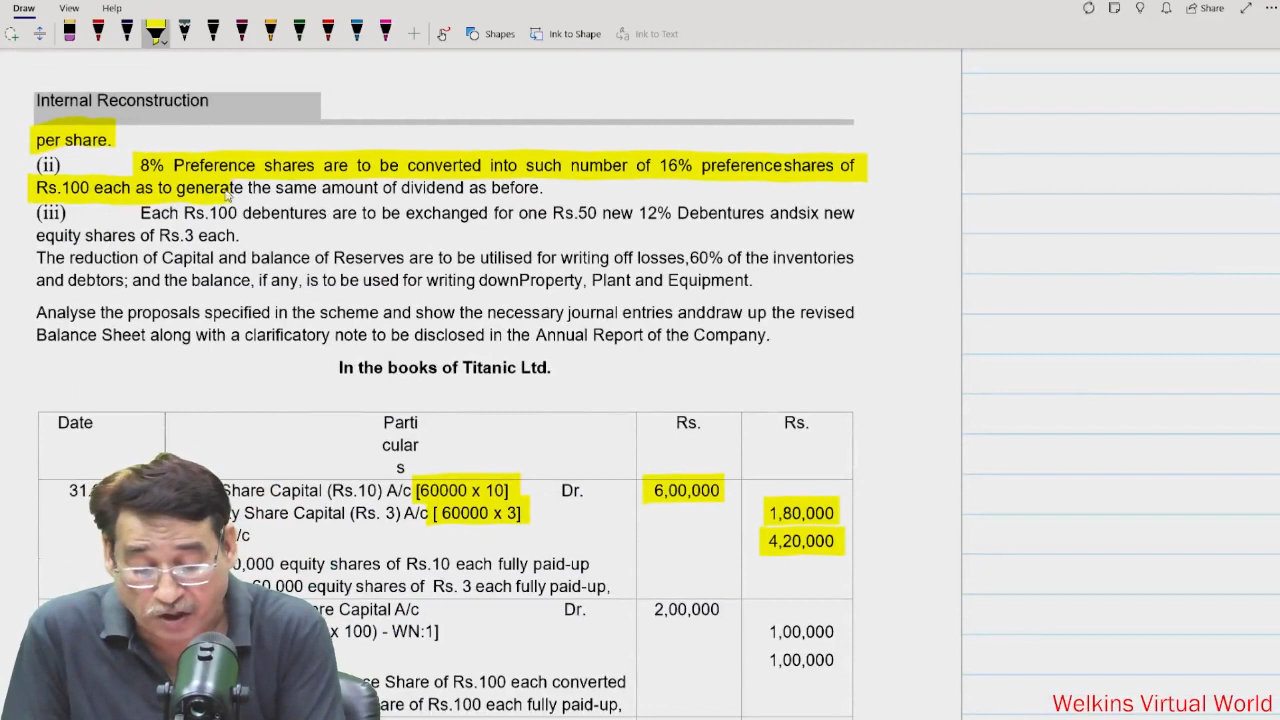 Draw View Help
Share
Shapes Ink to Shape Ink to Text
Internal Reconstruction
per share.
(ii) 8% Preference shares are to be converted into such number of 16% preferenceshares of
Rs.100 each as to generate the same amount of dividend as before.
(iii) Each Rs.100 debentures are to be exchanged for one Rs.50 new 12% Debentures andsix new
equity shares of Rs.3 each.
The reduction of Capital and balance of Reserves are to be utilised for writing off losses,60% of the inventories
and debtors; and the balance, if any, is to be used for writing downProperty, Plant and Equipment.
Analyse the proposals specified in the scheme and show the necessary journal entries anddraw up the revised
Balance Sheet along with a clarificatory note to be disclosed in the Annual Report of the Company.
In the books of Titanic Ltd.
Date Parti Rs. Rs.
cular
s
31. Share Capital (Rs.10) A/c [60000 x 10] Dr. 6,00,000
y Share Capital (Rs. 3) A/c [ 60000 x 3] 1,80,000
/c 4,20,000
0,000 equity shares of Rs.10 each fully paid-up
60,000 equity shares of Rs. 3 each fully paid-up,
re Capital A/c Dr. 2,00,000
x 100) - WN:1] 1,00,000
1,00,000
ce Share of Rs.100 each converted
are of Rs.100 each fully paid-up,
Welkins Virtual World